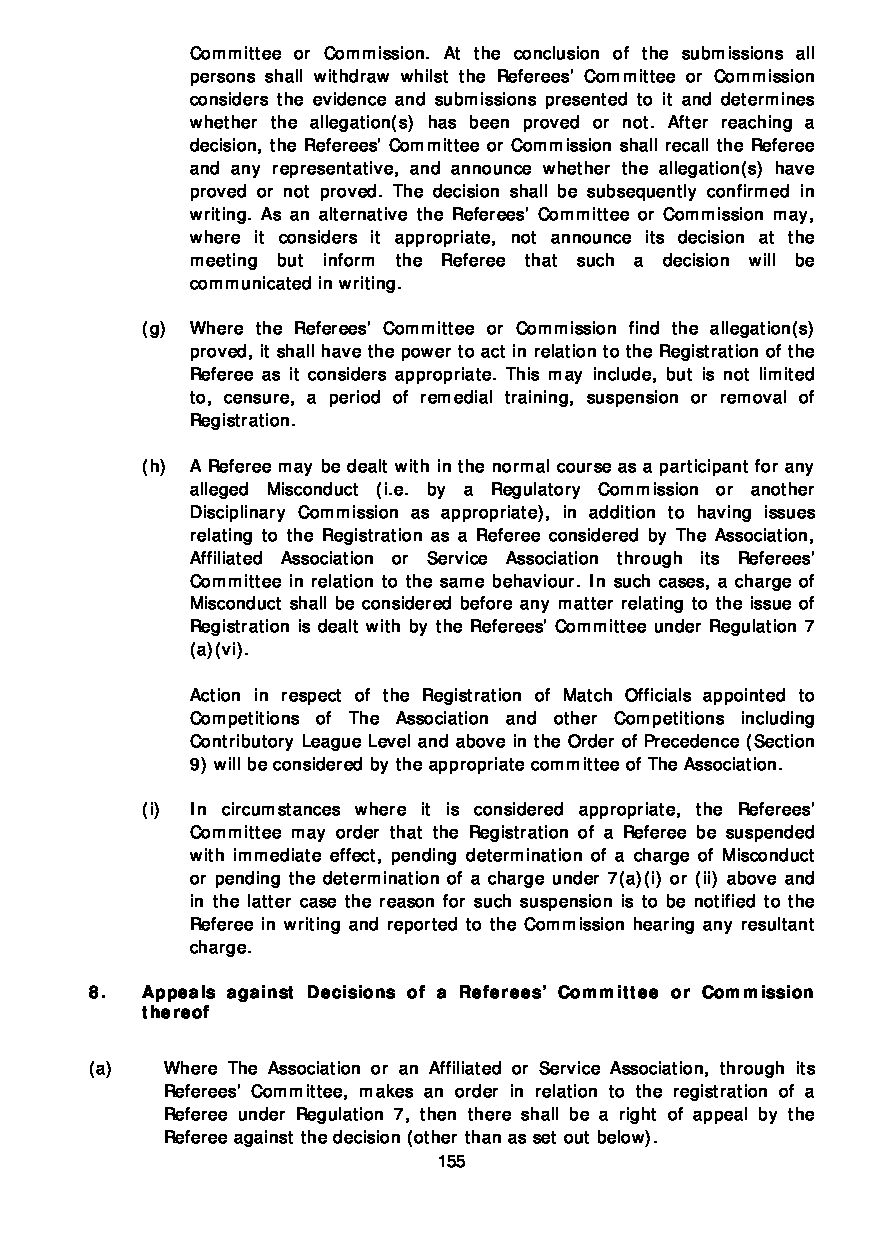 Committee or Commission. At the conclusion of the submissions all
persons shall withdraw whilst the Referees' Committee or Commission
considers the evidence and submissions presented to it and determines
whether the allegation(s) has been proved or not. After reaching a
decision, the Referees' Committee or Commission shall recall the Referee
and any representative, and announce whether the allegation(s) have
proved or not proved. The decision shall be subsequently confirmed in
writing. As an alternative the Referees' Committee or Commission may,
where it considers it appropriate, not announce its decision at the
meeting but inform the Referee that such a decision will be
communicated in writing.
(g) Where the Referees' Committee or Commission find the allegation(s)
proved, it shall have the power to act in relation to the Registration of the
Referee as it considers appropriate. This may include, but is not limited
to, censure, a period of remedial training, suspension or removal of
Registration.
(h) A Referee may be dealt with in the normal course as a participant for any
alleged Misconduct (i.e. by a Regulatory Commission or another
Disciplinary Commission as appropriate), in addition to having issues
relating to the Registration as a Referee considered by The Association,
Affiliated Association or Service Association through its Referees'
Committee in relation to the same behaviour. In such cases, a charge of
Misconduct shall be considered before any matter relating to the issue of
Registration is dealt with by the Referees' Committee under Regulation 7
(a)(vi).
Action in respect of the Registration of Match Officials appointed to
Competitions of The Association and other Competitions including
Contributory League Level and above in the Order of Precedence (Section
9) will be considered by the appropriate committee of The Association.
(i) In circumstances where it is considered appropriate, the Referees'
Committee may order that the Registration of a Referee be suspended
with immediate effect, pending determination of a charge of Misconduct
or pending the determination of a charge under 7(a)(i) or (ii) above and
in the latter case the reason for such suspension is to be notified to the
Referee in writing and reported to the Commission hearing any resultant
charge.
8. Appeals against Decisions of a Referees' Committee or Commission
thereof
(a) Where The Association or an Affiliated or Service Association, through its
Referees' Committee, makes an order in relation to the registration of a
Referee under Regulation 7, then there shall be a right of appeal by the
Referee against the decision (other than as set out below).
155